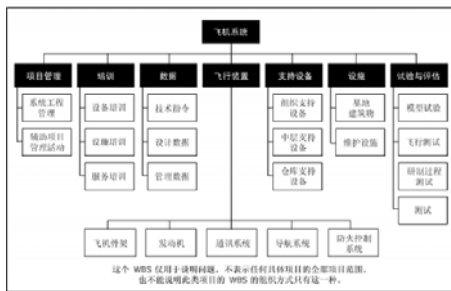 飞机系统
项目管理
培训
数据
飞行装置
支持设备
设施
试验与评估
系统工程
管理
辅助项目
管理活动
设备培训
设施培训
服务培训
技术指令
设计数据
管理数据
组织支持
设备
中层支持
设备
仓库支持
设备
基地
建筑物
维护设施
模型试验
飞行测试
研制过程
测试
测试
飞机骨架
发动机
通讯系统
导航系统
防火控制
系统
这个 WBS 仅用于说明问题，不表示任何具体项目的全部项目范围，
也不能说明此类项目的 WBS 的组织方式只有这一种。